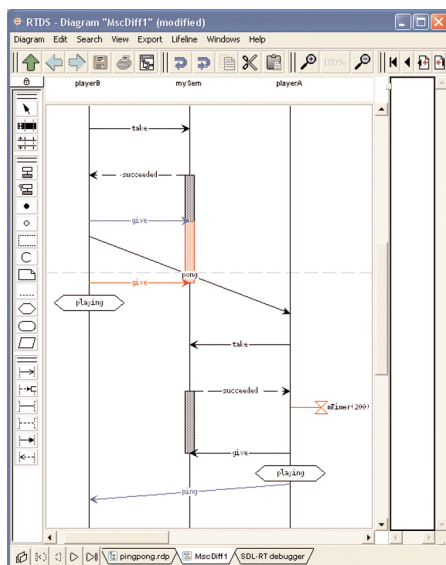 RTDS - Diagram "MscDiff1" (modified)
Diagram Edit Search View Export Lifeline Windows Help
100%
playerB mySem playerA
take
succeeded
give
pong
give
playing
take
succeeded
mTimer(200)
give
playing
ping
pingpong.rdp MscDiff1 SDL-RT debugger